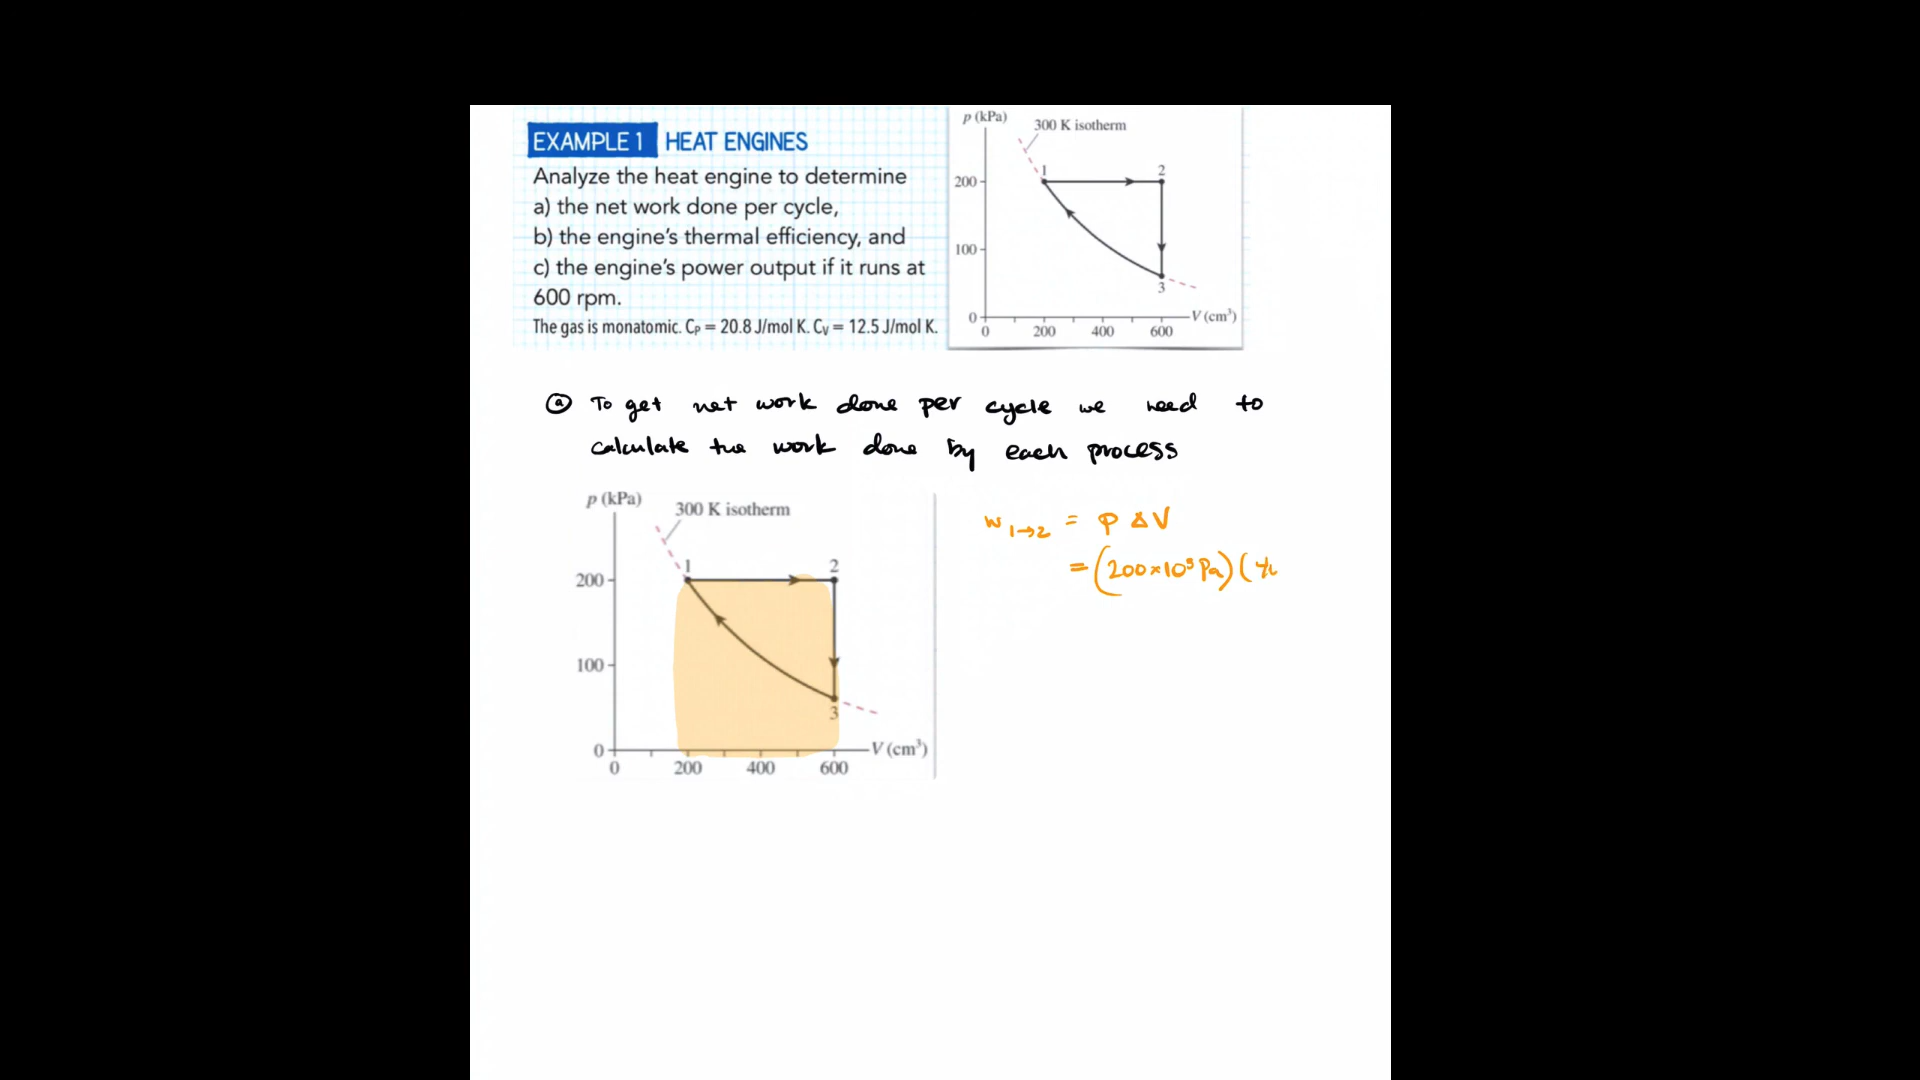 EXAMPLE 1 HEAT ENGINES
Analyze the heat engine to determine
a) the net work done per cycle,
b) the engine's thermal efficiency, and
c) the engine's power output if it runs at
600 rpm.
The gas is monatomic. Cₚ = 20.8 J/mol K. Cᵥ = 12.5 J/mol K.
p (kPa)
300 K isotherm
1
2
200
100
3
0
V (cm³)
0
200
400
600
ⓐ To get net work done per cycle we need to
calculate the work done by each process
p (kPa)
300 K isotherm
1
2
200
100
3
0
V (cm³)
0
200
400
600
W 1→2 = P ΔV
= (200×10³ Pa) (